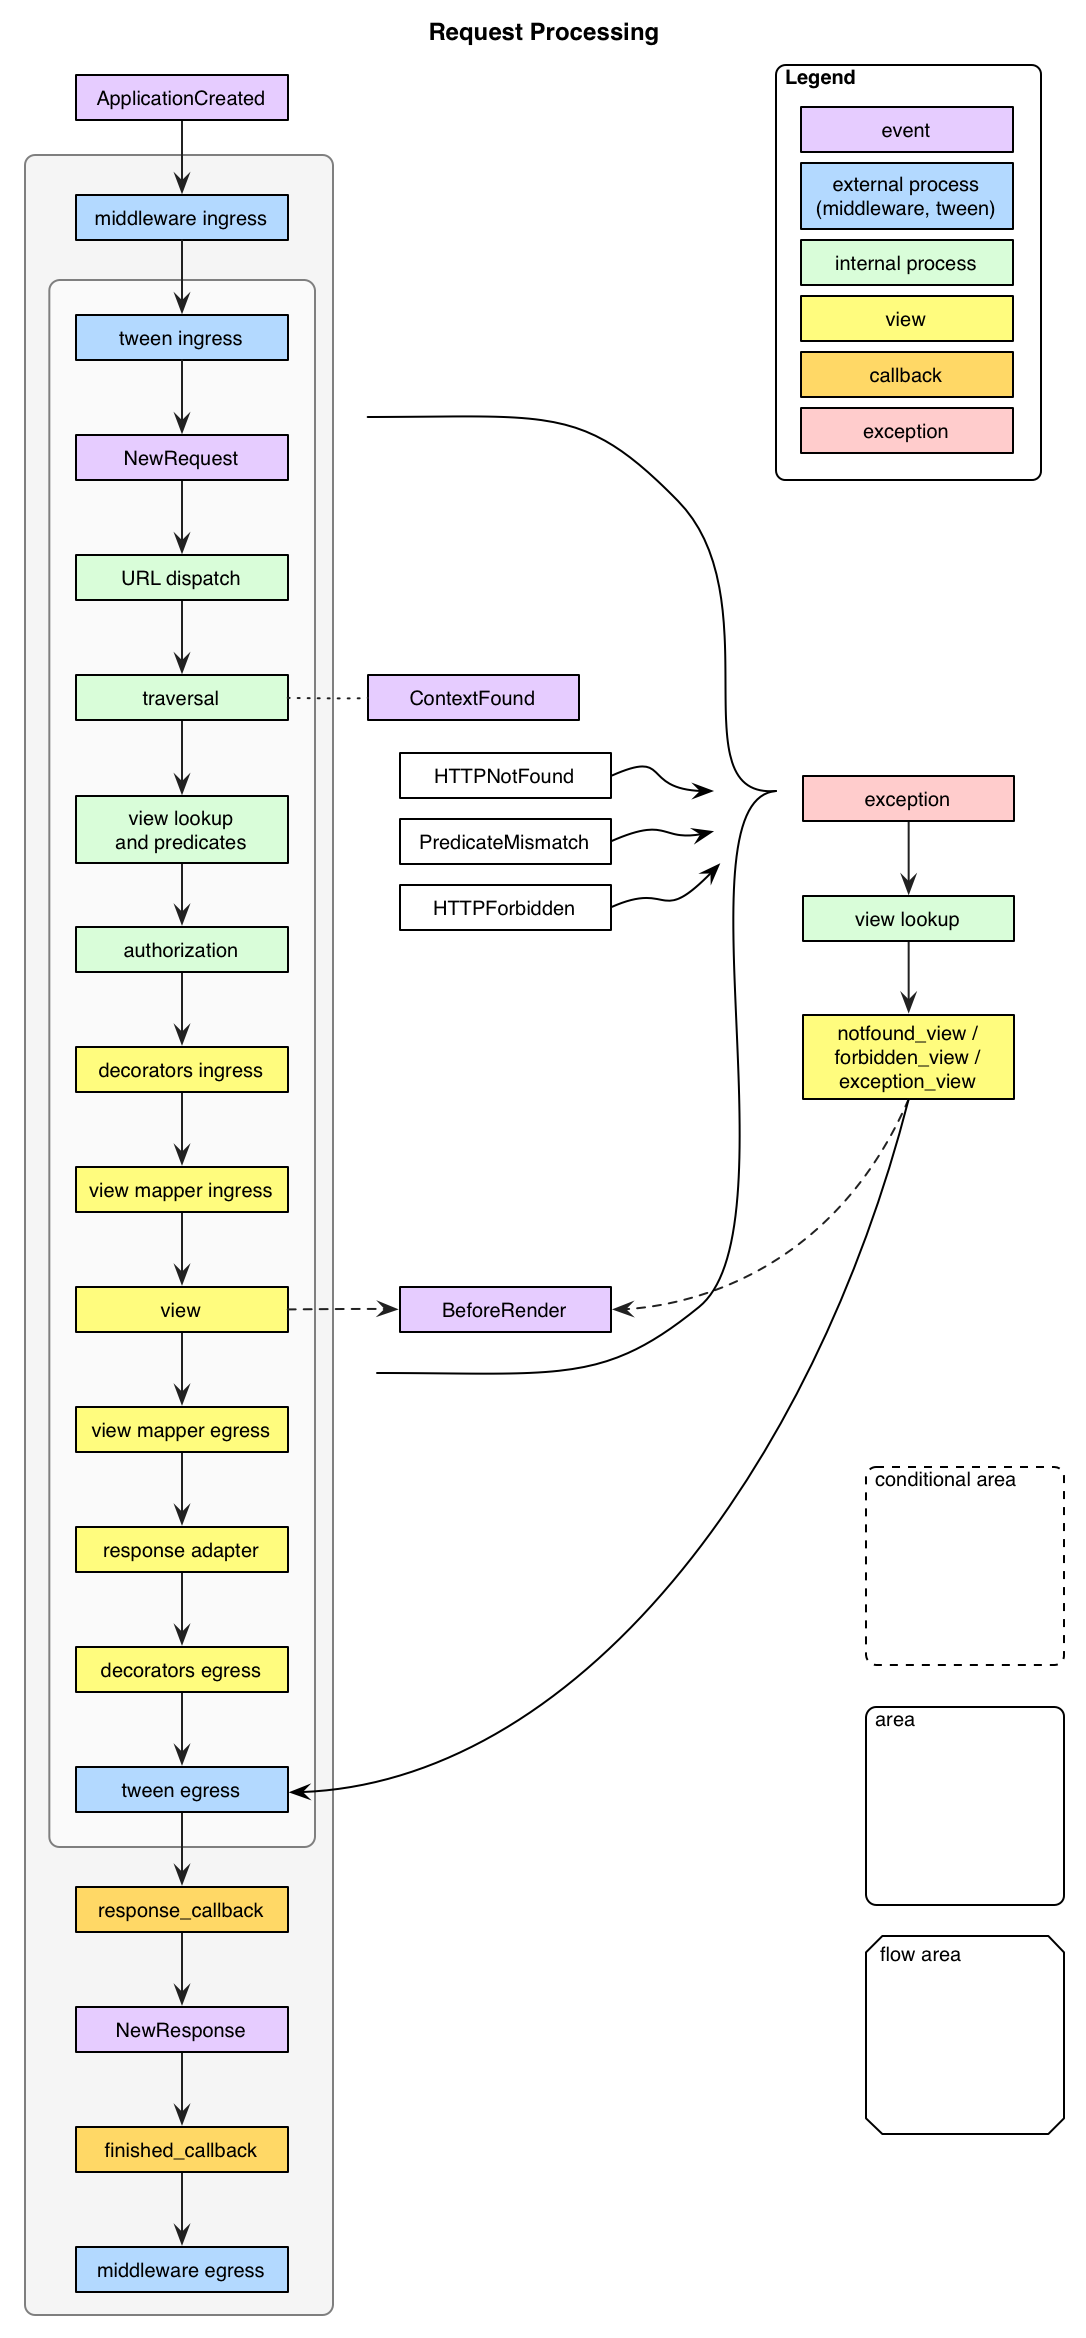 Request Processing
ApplicationCreated
middleware ingress
tween ingress
NewRequest
URL dispatch
traversal
ContextFound
view lookup
and predicates
authorization
decorators ingress
view mapper ingress
view
BeforeRender
view mapper egress
response adapter
decorators egress
tween egress
response_callback
NewResponse
finished_callback
middleware egress
HTTPNotFound
PredicateMismatch
HTTPForbidden
Legend
event
external process
(middleware, tween)
internal process
view
callback
exception
exception
view lookup
notfound_view /
forbidden_view /
exception_view
conditional area
area
flow area